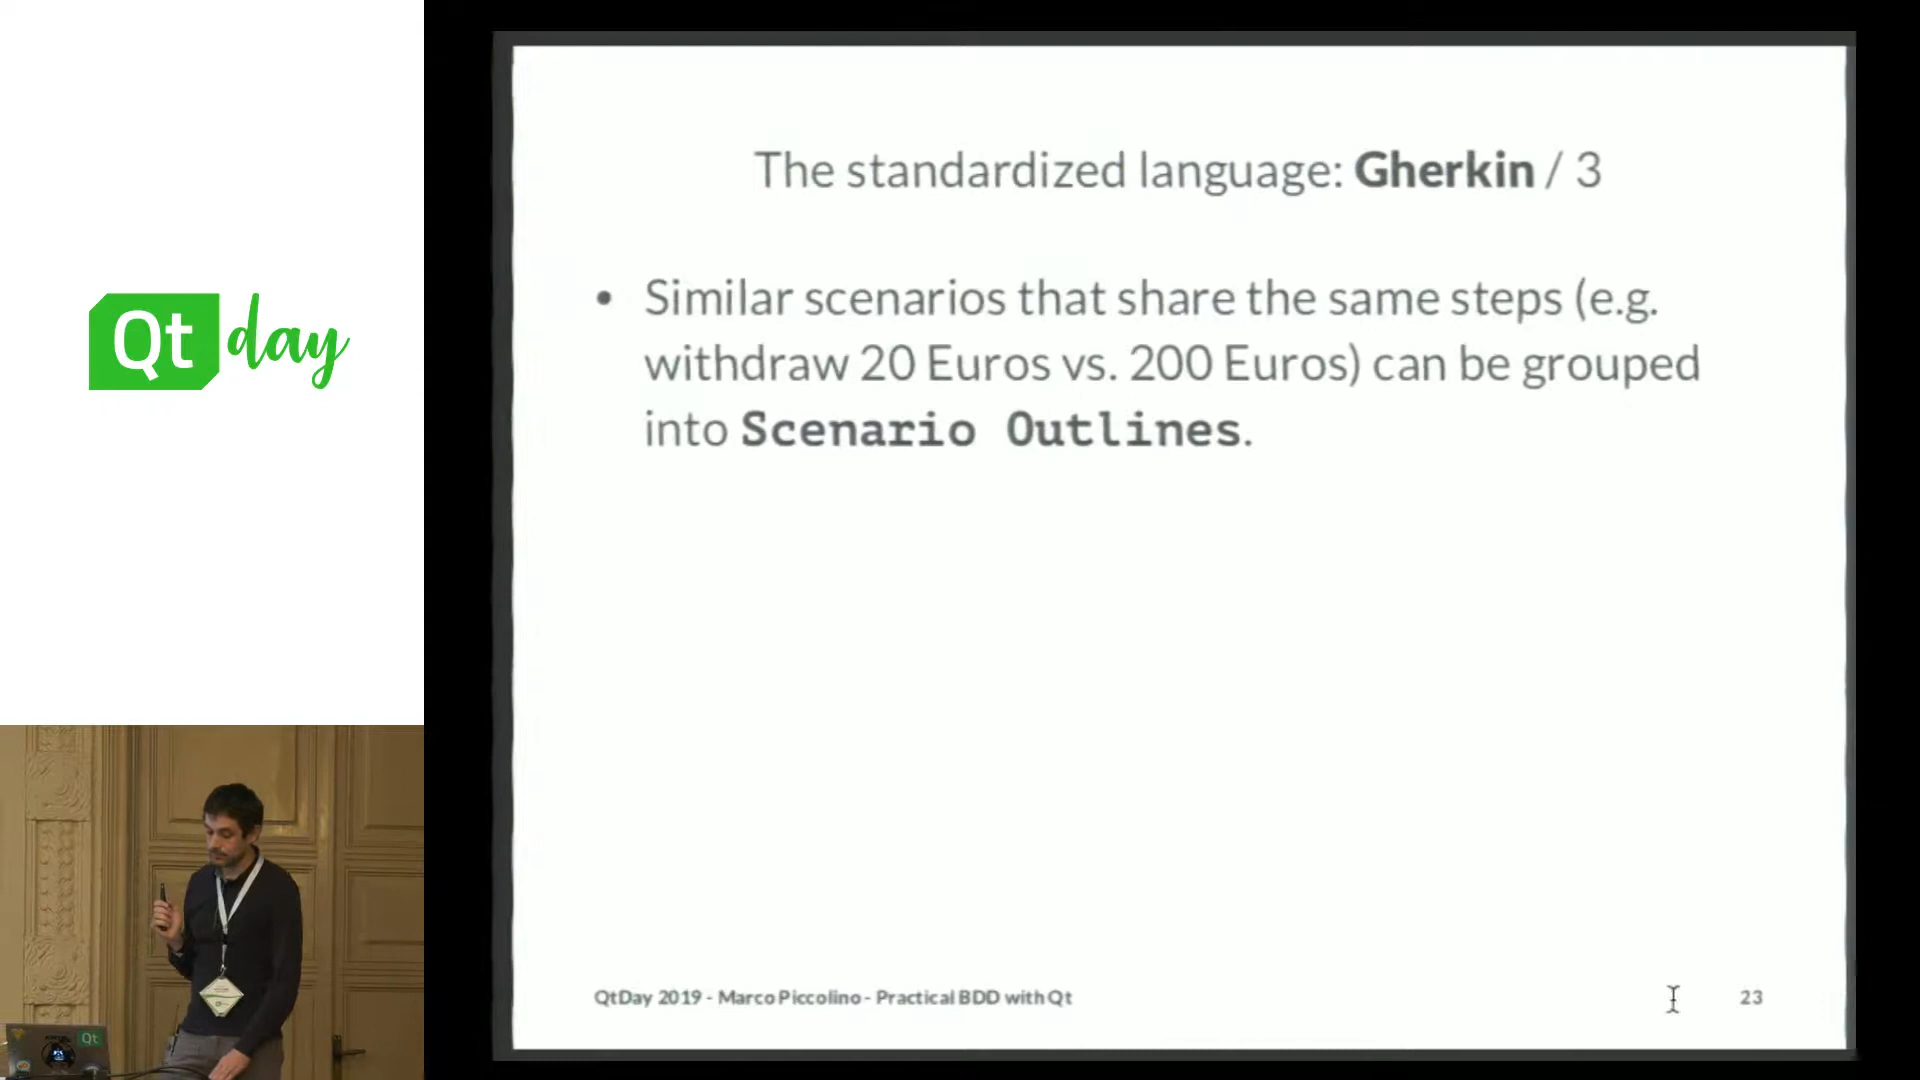 Qt day
The standardized language: Gherkin / 3
• Similar scenarios that share the same steps (e.g.
withdraw 20 Euros vs. 200 Euros) can be grouped
into Scenario Outlines.
QtDay 2019 - Marco Piccolino - Practical BDD with Qt
23
Qt